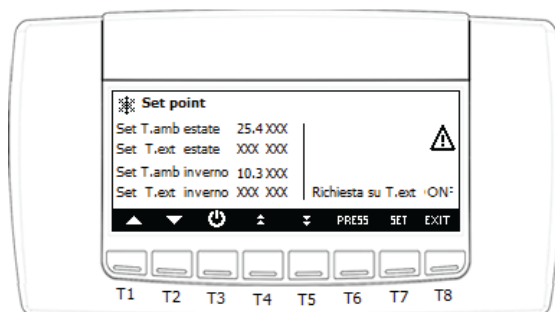 Set point
Set T.amb estate 25.4 XXX
Set T.ext estate XXX XXX
Set T.amb inverno 10.3 XXX
Set T.ext inverno XXX XXX Richiesta su T.ext ON
PRESS SET EXIT
T1 T2 T3 T4 T5 T6 T7 T8